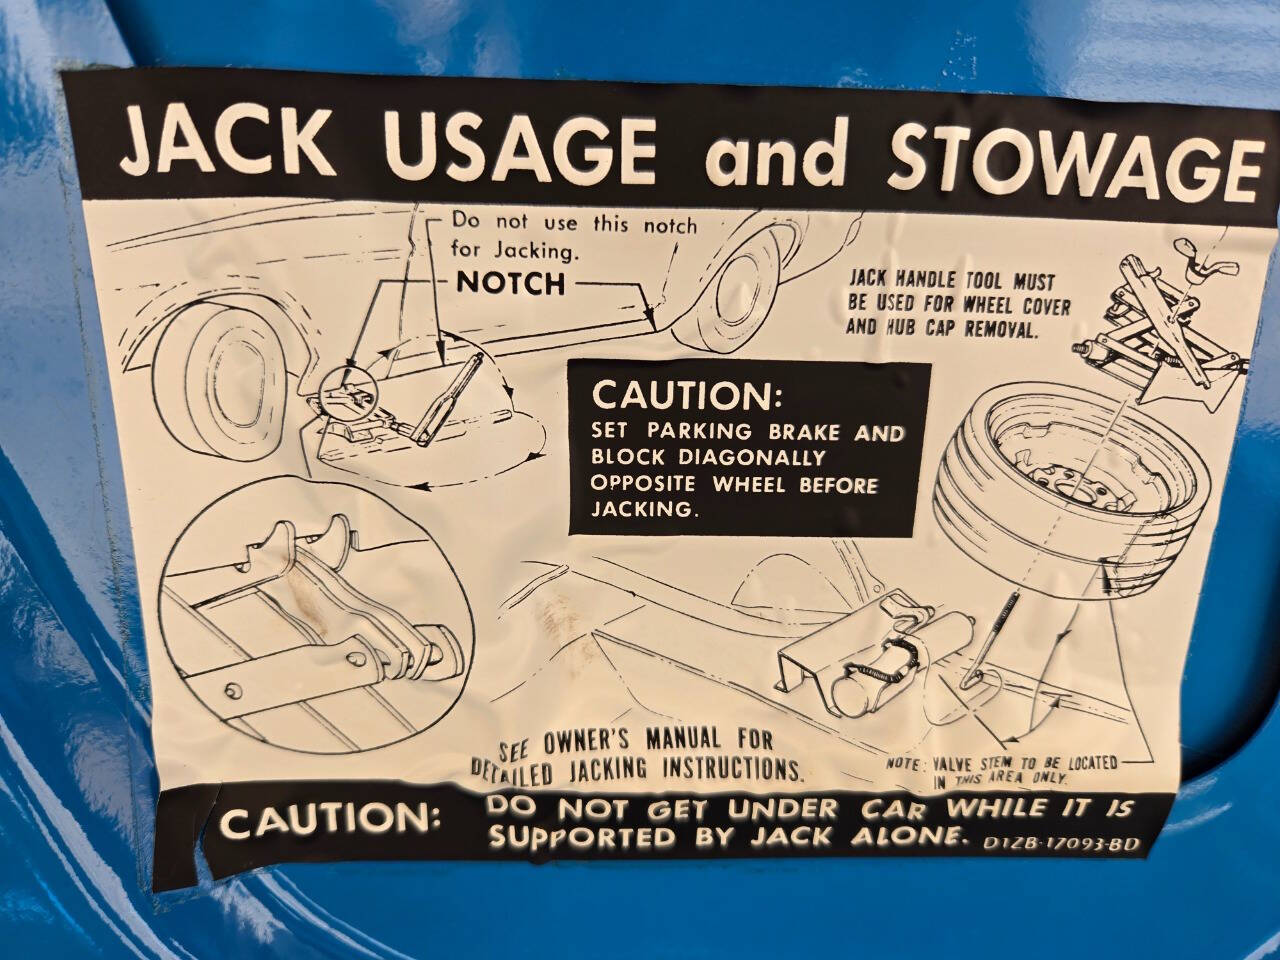 JACK USAGE and STOWAGE
Do not use this notch
for Jacking.
NOTCH
JACK HANDLE TOOL MUST
BE USED FOR WHEEL COVER
AND HUB CAP REMOVAL.
CAUTION:
SET PARKING BRAKE AND
BLOCK DIAGONALLY
OPPOSITE WHEEL BEFORE
JACKING.
SEE OWNER'S MANUAL FOR
DETAILED JACKING INSTRUCTIONS.
NOTE: VALVE STEM TO BE LOCATED
IN THIS AREA ONLY.
CAUTION: DO NOT GET UNDER CAR WHILE IT IS
SUPPORTED BY JACK ALONE. D1ZB-17093-BD